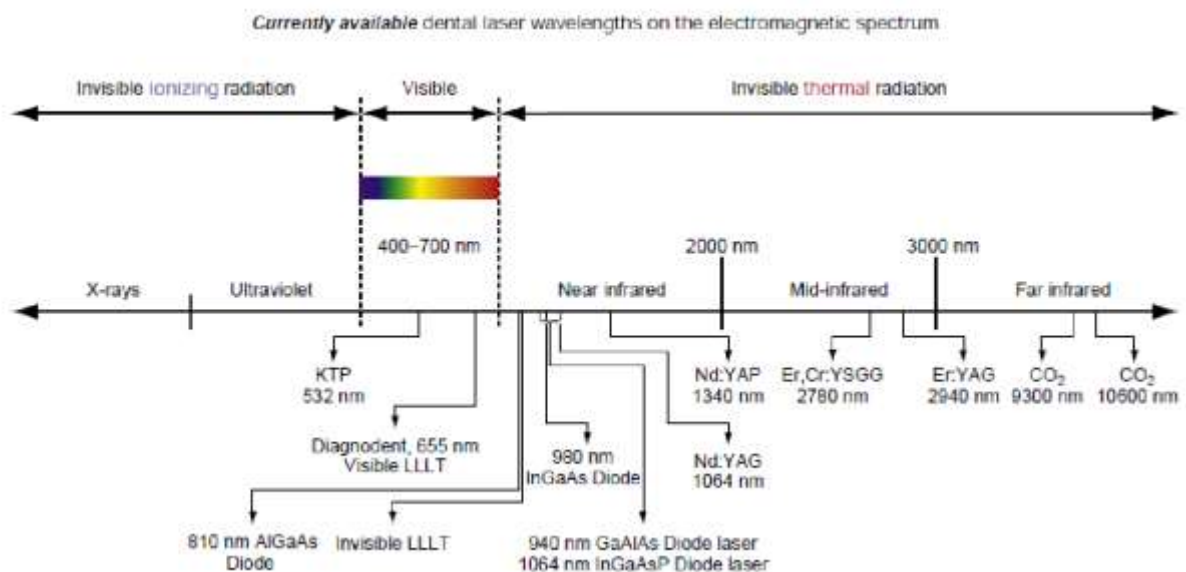 Currently available dental laser wavelengths on the electromagnetic spectrum
Invisible ionizing radiation
Visible
Invisible thermal radiation
400–700 nm
2000 nm
3000 nm
X-rays
Ultraviolet
Near infrared
Mid-infrared
Far infrared
KTP
532 nm
Nd:YAP
1340 nm
Er,Cr:YSGG
2780 nm
Er:YAG
2940 nm
CO₂
9300 nm
CO₂
10600 nm
Diagnodent, 655 nm
Visible LLLT
980 nm
InGaAs Diode
Nd:YAG
1064 nm
810 nm AlGaAs
Diode
Invisible LLLT
940 nm GaAlAs Diode laser
1064 nm InGaAsP Diode laser